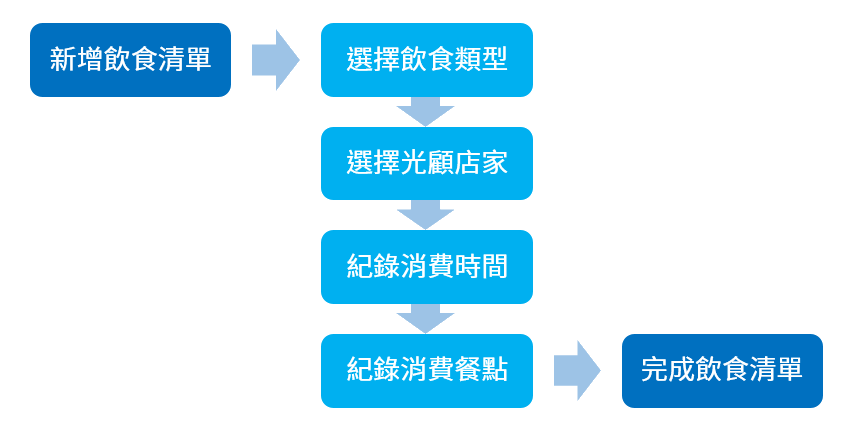 新增飲食清單
選擇飲食類型
選擇光顧店家
紀錄消費時間
紀錄消費餐點
完成飲食清單